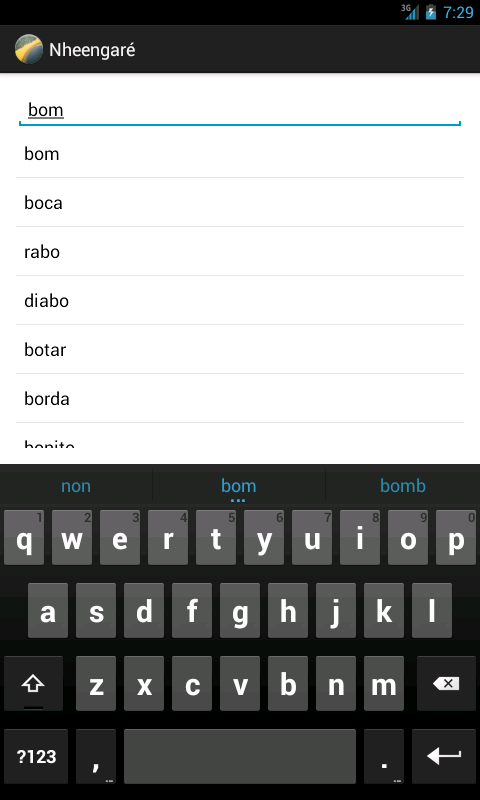 3G 7:29
Nheengaré
bom
bom
boca
rabo
diabo
botar
borda
bonito
non bom bomb
1 2 3 4 5 6 7 8 9 0
q w e r t y u i o p
a s d f g h j k l
z x c v b n m
?123 , .